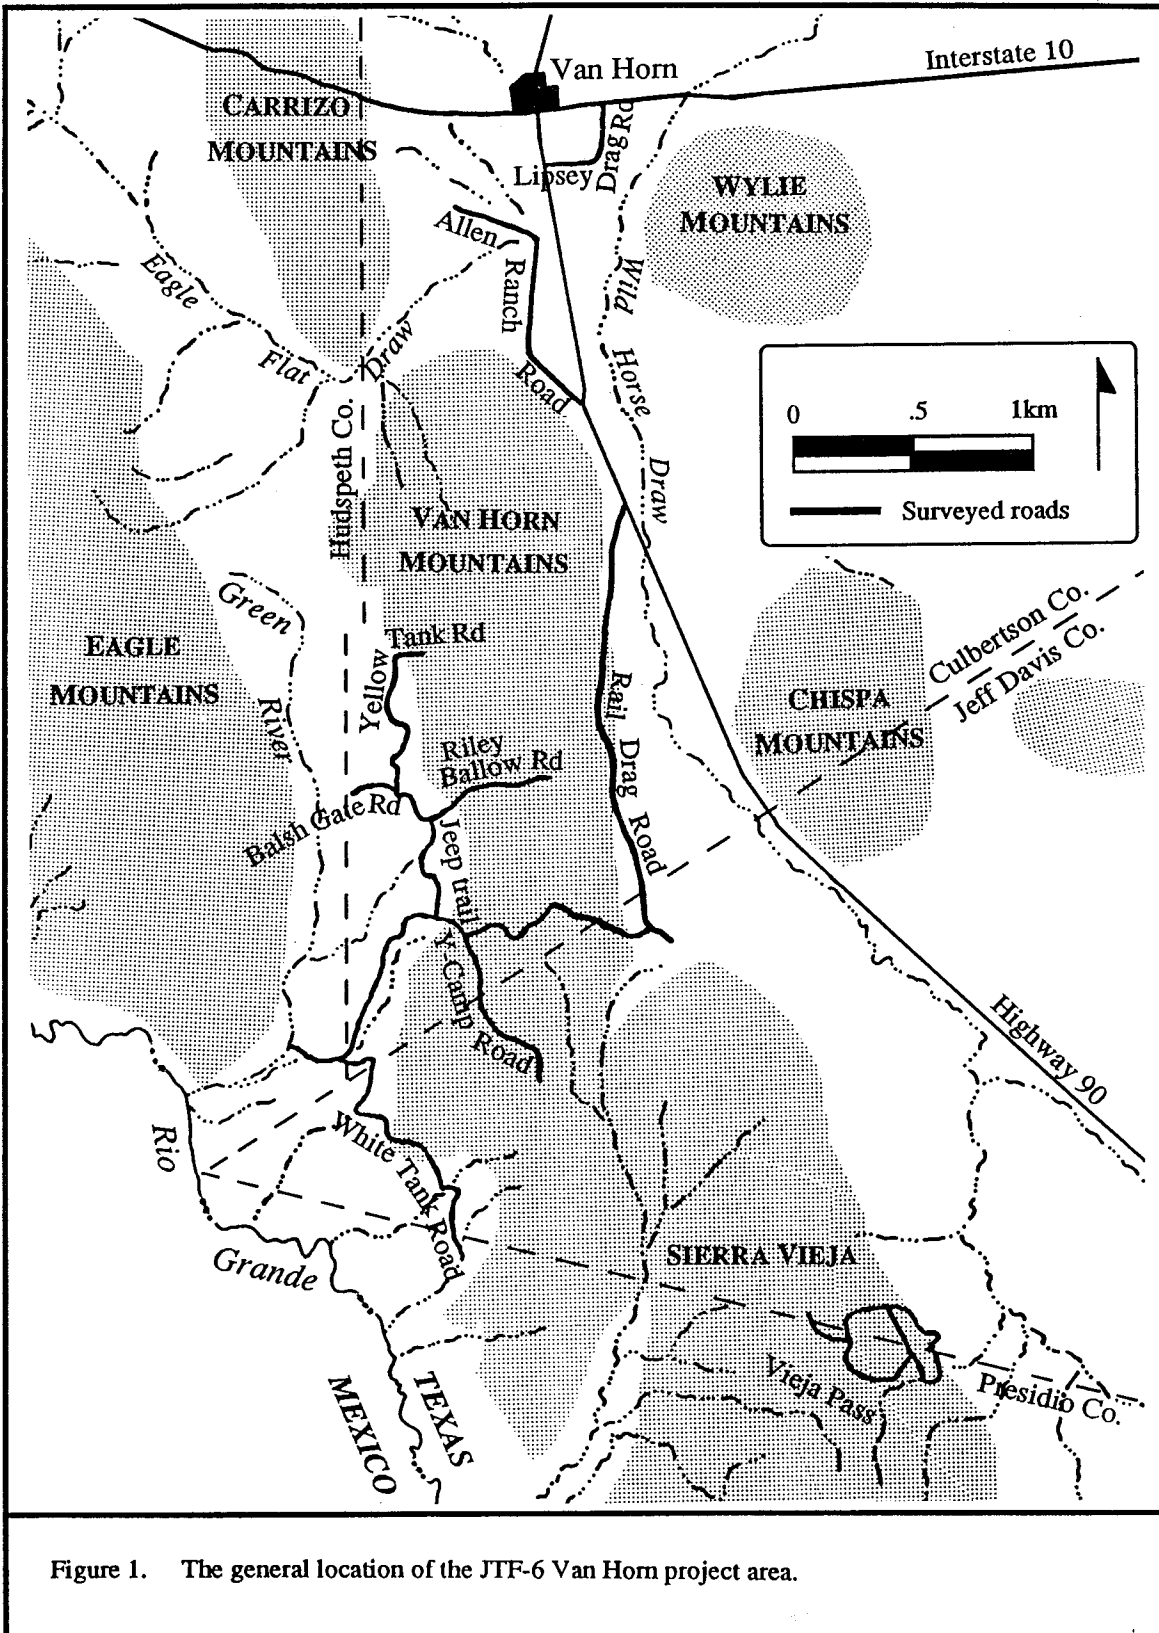 Van Horn
Interstate 10
CARRIZO
MOUNTAINS
Lipsey
Drag Rd
WYLIE
MOUNTAINS
Allen
Ranch
Road
Eagle
Flat
Draw
Wild
Horse
Draw
0 .5 1km
Surveyed roads
Hudspeth Co.
VAN HORN
MOUNTAINS
Green
River
EAGLE
MOUNTAINS
Yellow
Tank Rd
Riley
Ballow Rd
Balsh Gate Rd
Jeep trail
Rail Drag Road
CHISPA
MOUNTAINS
Culbertson Co.
Jeff Davis Co.
Y-Camp Road
Highway 90
White Tank Road
Rio
Grande
SIERRA VIEJA
Vieja Pass
Presidio Co.
TEXAS
MEXICO
Figure 1. The general location of the JTF-6 Van Horn project area.